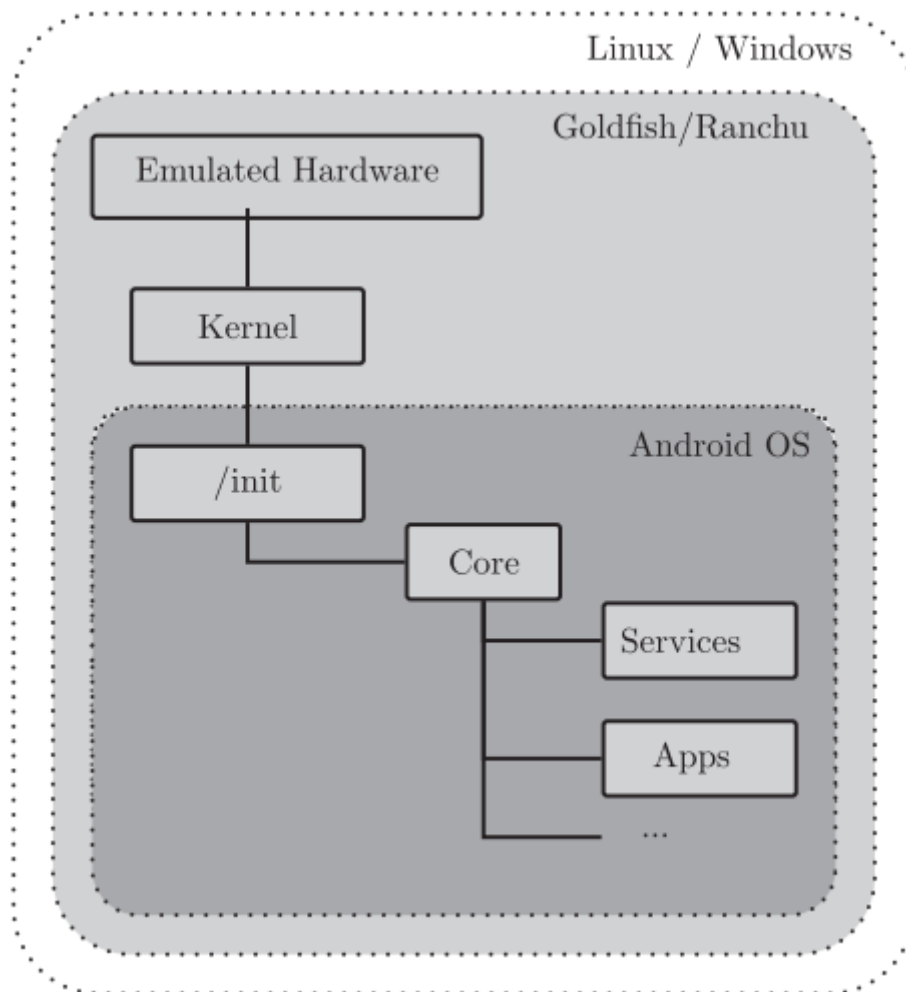 Linux / Windows
Goldfish/Ranchu
Emulated Hardware
Kernel
Android OS
/init
Core
Services
Apps
...